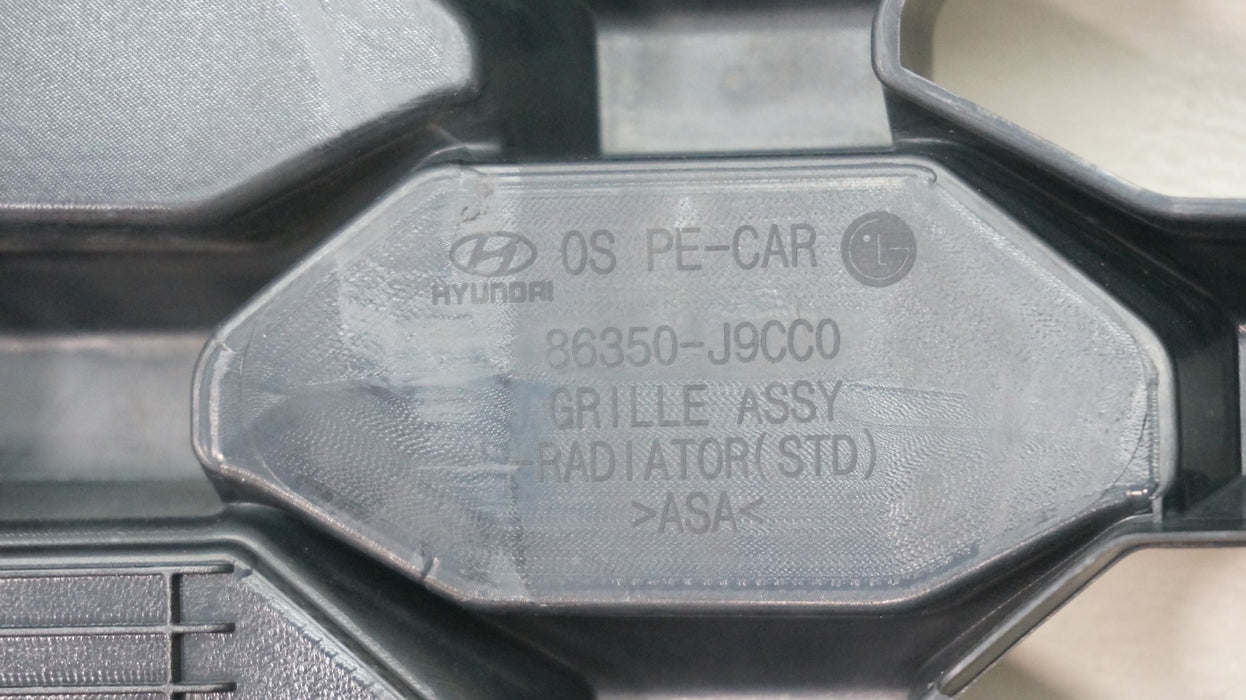 OS PE-CAR
HYUNDAI
86350-J9CC0
GRILLE ASSY
-RADIATOR(STD)
>ASA<